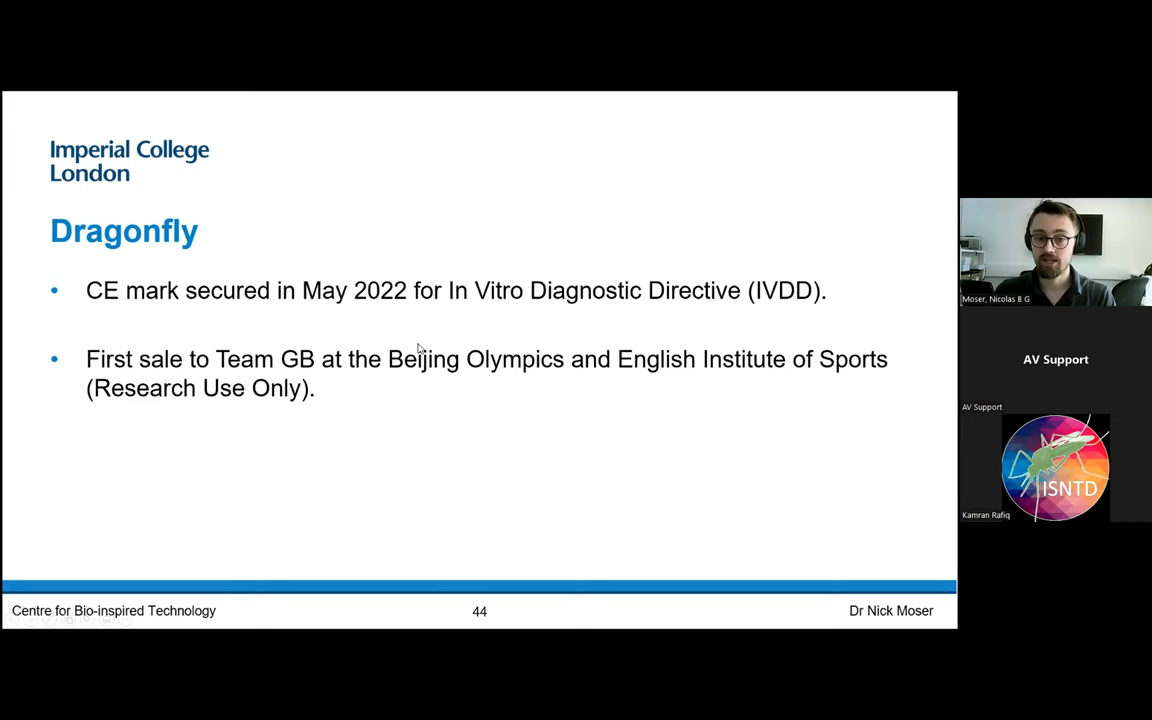 Imperial College
London
Dragonfly
• CE mark secured in May 2022 for In Vitro Diagnostic Directive (IVDD).
• First sale to Team GB at the Beijing Olympics and English Institute of Sports
(Research Use Only).
Centre for Bio-inspired Technology
44
Dr Nick Moser
Moser, Nicolas B G
AV Support
AV Support
ISNTD
Kamran Rafiq